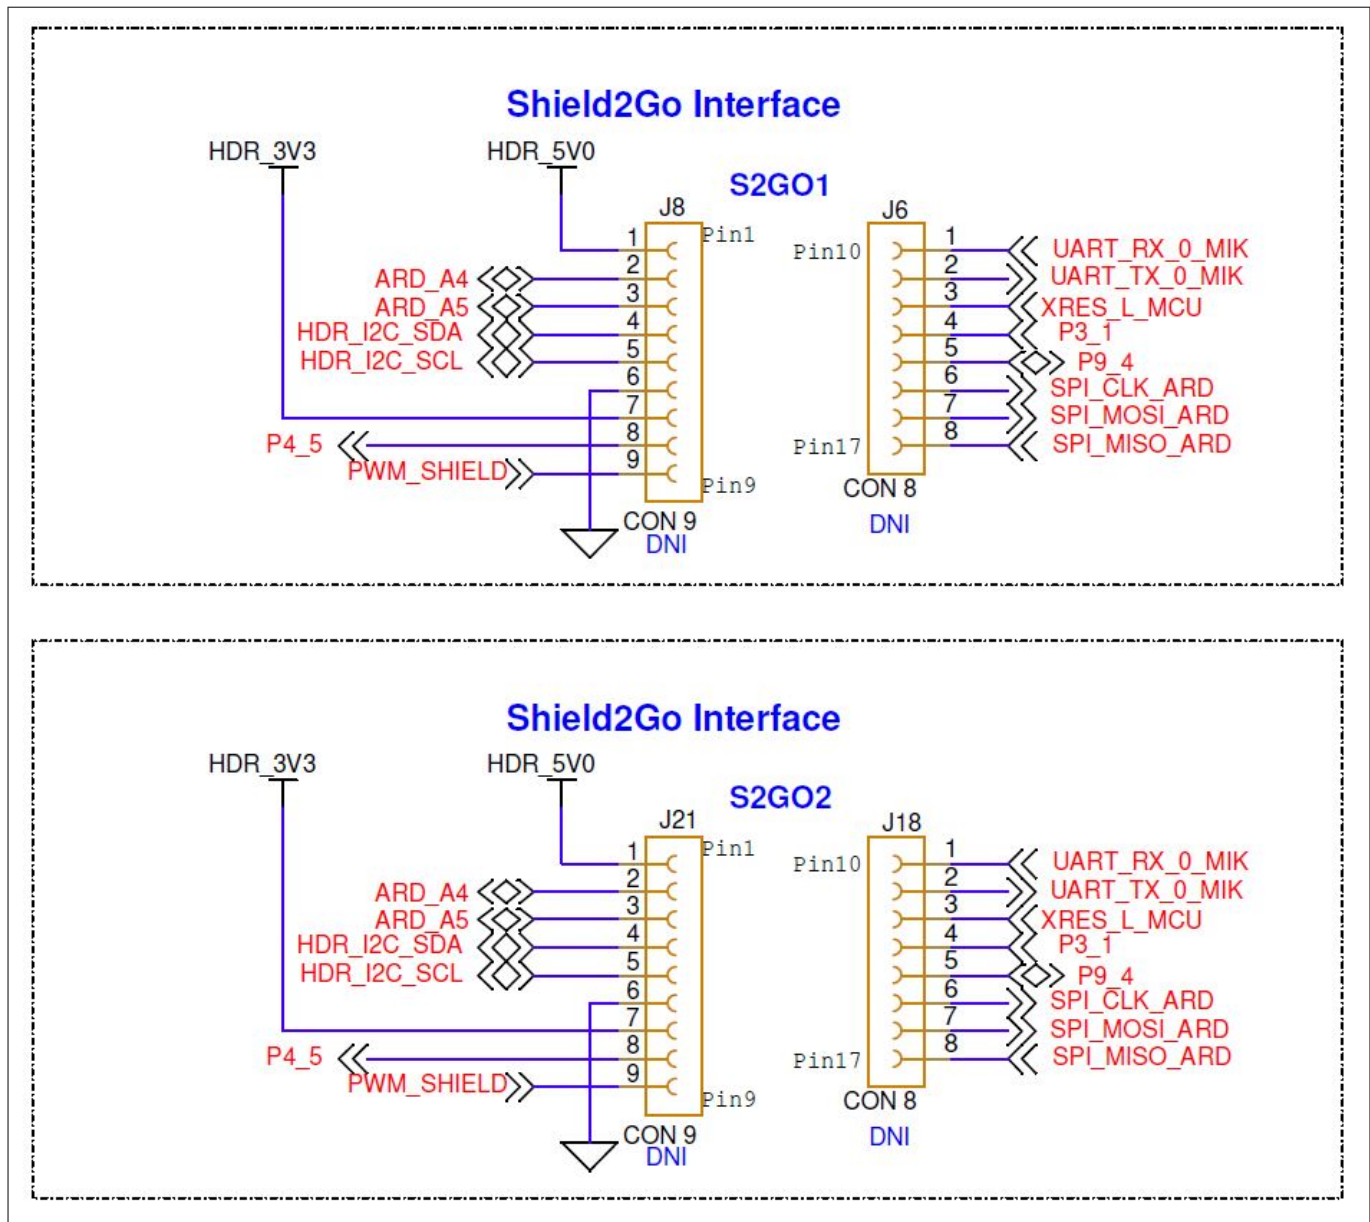 Shield2Go Interface
HDR_3V3 HDR_5V0
S2GO1
J8 J6
1 Pin1 Pin10 1 UART_RX_0_MIK
ARD_A4 2 2 UART_TX_0_MIK
ARD_A5 3 3 XRES_L_MCU
HDR_I2C_SDA 4 4 P3_1
HDR_I2C_SCL 5 5 P9_4
6 6 SPI_CLK_ARD
7 7 SPI_MOSI_ARD
P4_5 8 Pin17 8 SPI_MISO_ARD
PWM_SHIELD 9 Pin9
CON 9 CON 8
DNI DNI
Shield2Go Interface
HDR_3V3 HDR_5V0
S2GO2
J21 J18
1 Pin1 Pin10 1 UART_RX_0_MIK
ARD_A4 2 2 UART_TX_0_MIK
ARD_A5 3 3 XRES_L_MCU
HDR_I2C_SDA 4 4 P3_1
HDR_I2C_SCL 5 5 P9_4
6 6 SPI_CLK_ARD
7 7 SPI_MOSI_ARD
P4_5 8 Pin17 8 SPI_MISO_ARD
PWM_SHIELD 9 Pin9
CON 9 CON 8
DNI DNI